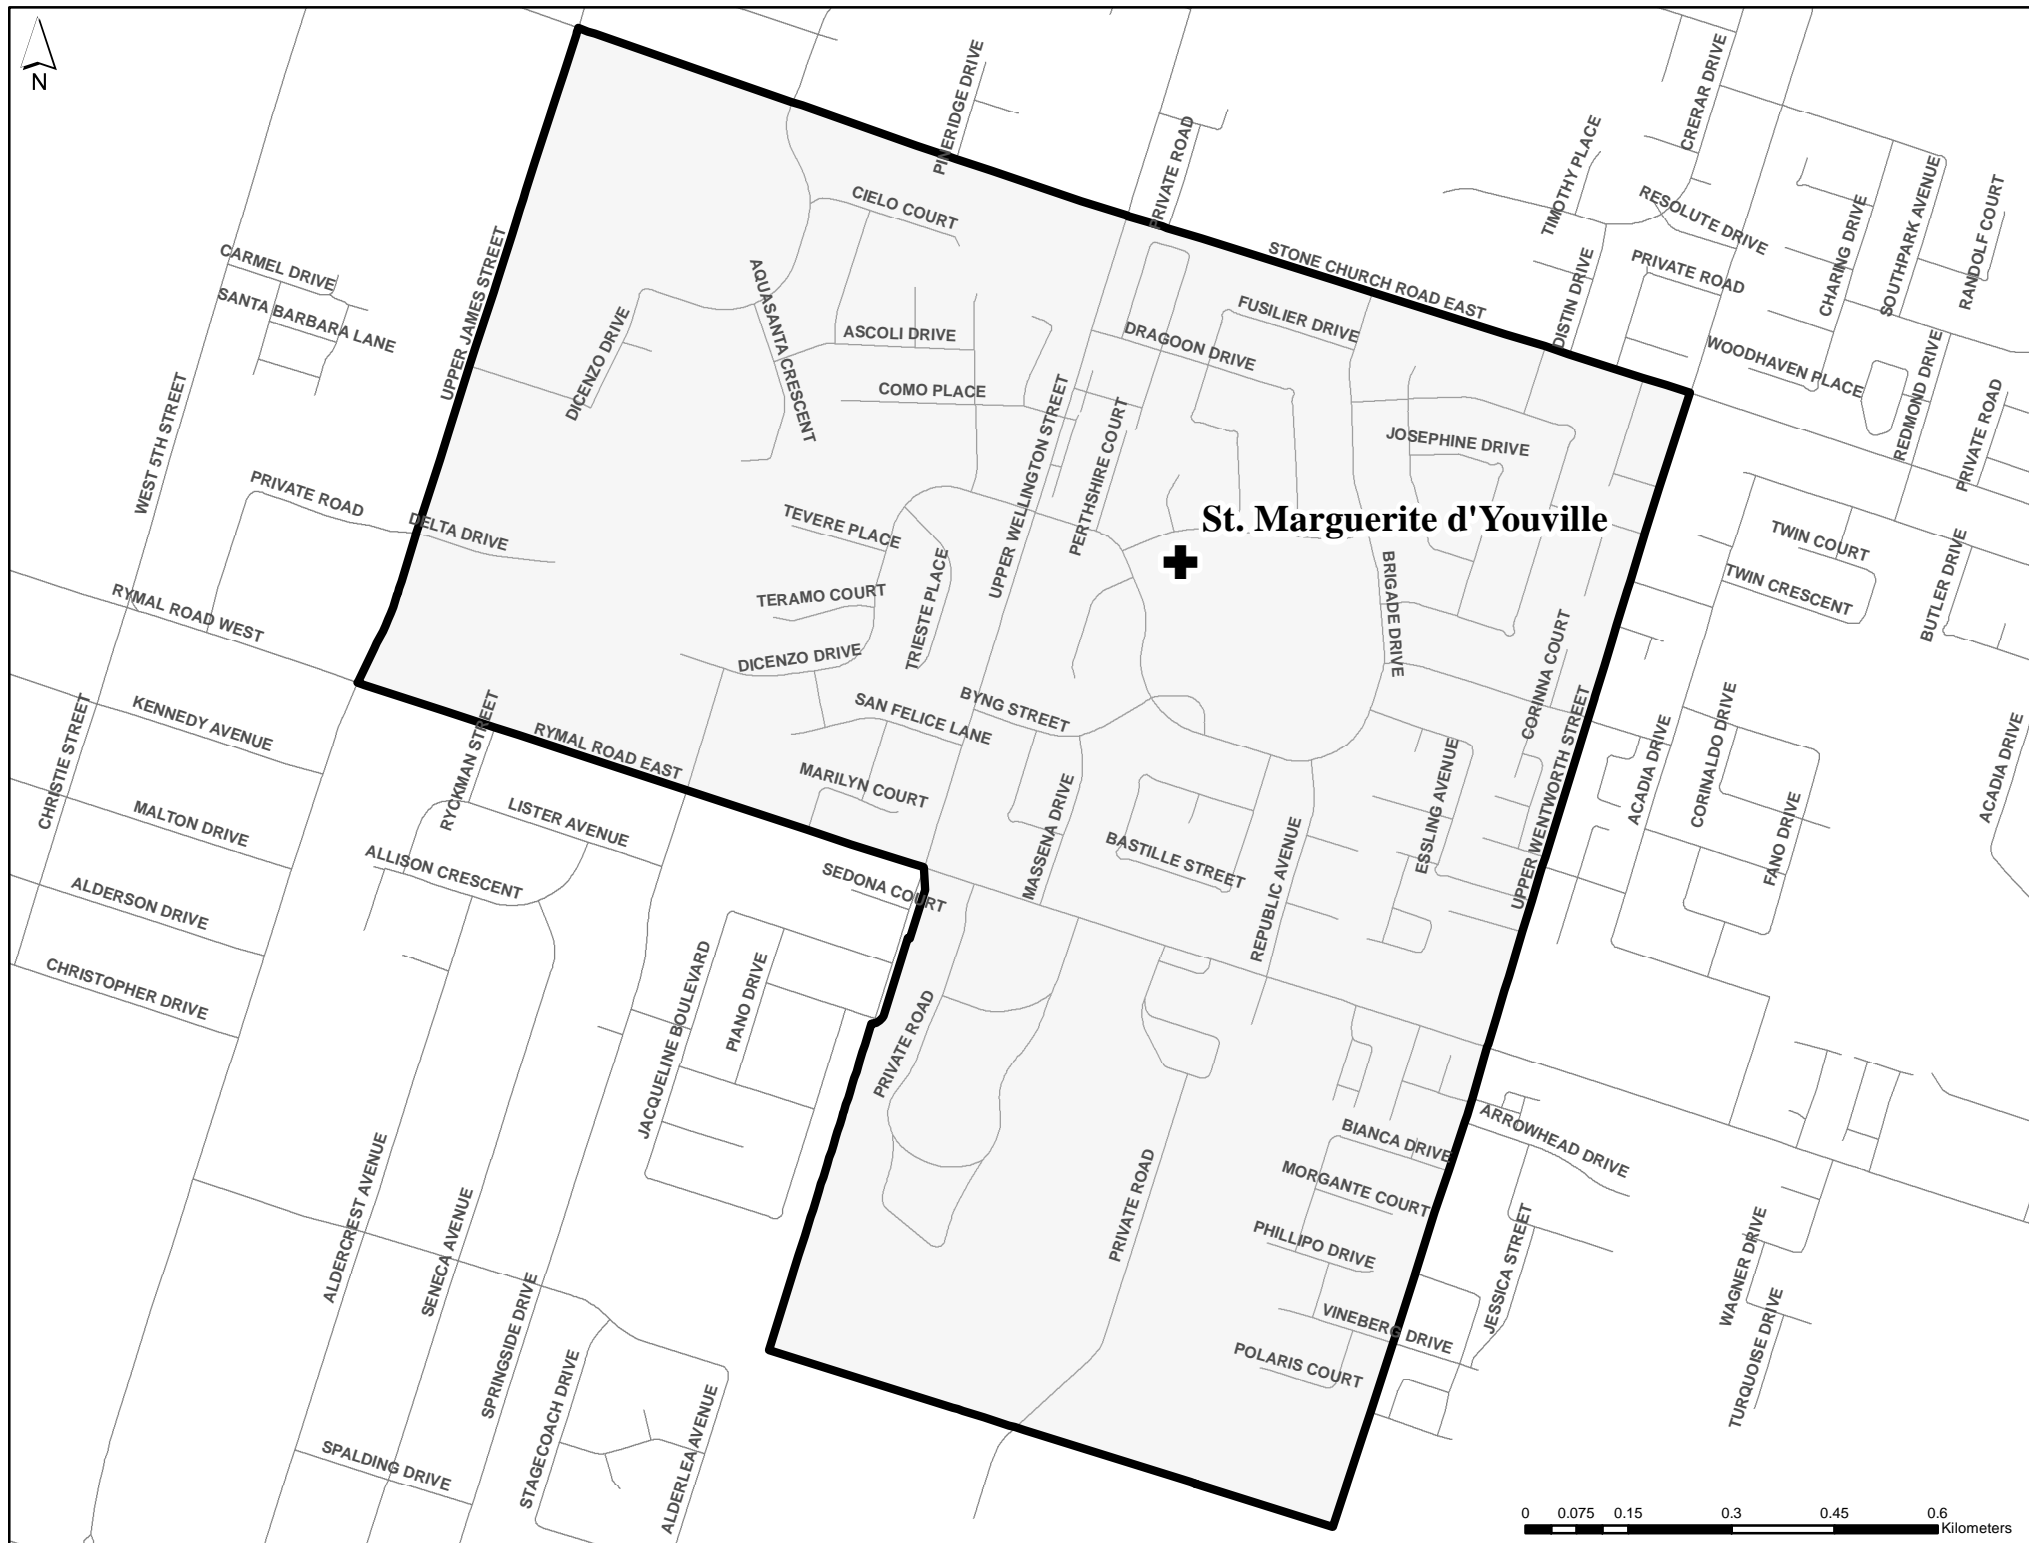 N
PINERIDGE DRIVE
PRIVATE ROAD
CRERAR DRIVE
TIMOTHY PLACE
RESOLUTE DRIVE
SOUTHPARK AVENUE
RANDOLF COURT
CHARING DRIVE
CIELO COURT
STONE CHURCH ROAD EAST
PRIVATE ROAD
DISTIN DRIVE
CARMEL DRIVE
SANTA BARBARA LANE
UPPER JAMES STREET
AQUASANTA CRESCENT
DICENZO DRIVE
ASCOLI DRIVE
COMO PLACE
FUSILIER DRIVE
DRAGOON DRIVE
WOODHAVEN PLACE
REDMOND DRIVE
PRIVATE ROAD
WEST 5TH STREET
UPPER WELLINGTON STREET
PERTHSHIRE COURT
JOSEPHINE DRIVE
PRIVATE ROAD
DELTA DRIVE
TEVERE PLACE
St. Marguerite d'Youville
TWIN COURT
TWIN CRESCENT
BUTLER DRIVE
RYMAL ROAD WEST
TERAMO COURT
TRIESTE PLACE
BRIGADE DRIVE
DICENZO DRIVE
CORINNA COURT
KENNEDY AVENUE
CHRISTIE STREET
RYCKMAN STREET
RYMAL ROAD EAST
SAN FELICE LANE
BYNG STREET
UPPER WENTWORTH STREET
ACADIA DRIVE
CORINALDO DRIVE
ACADIA DRIVE
MARILYN COURT
MASSENA DRIVE
ESSLING AVENUE
FANO DRIVE
MALTON DRIVE
LISTER AVENUE
ALLISON CRESCENT
BASTILLE STREET
REPUBLIC AVENUE
SEDONA COURT
ALDERSON DRIVE
CHRISTOPHER DRIVE
JACQUELINE BOULEVARD
PIANO DRIVE
PRIVATE ROAD
BIANCA DRIVE
ARROWHEAD DRIVE
MORGANTE COURT
PRIVATE ROAD
PHILLIPO DRIVE
JESSICA STREET
WAGNER DRIVE
ALDERCREST AVENUE
SENECA AVENUE
SPRINGSIDE DRIVE
VINEBERG DRIVE
POLARIS COURT
TURQUOISE DRIVE
STAGECOACH DRIVE
ALDERLEA AVENUE
SPALDING DRIVE
0 0.075 0.15 0.3 0.45 0.6
Kilometers